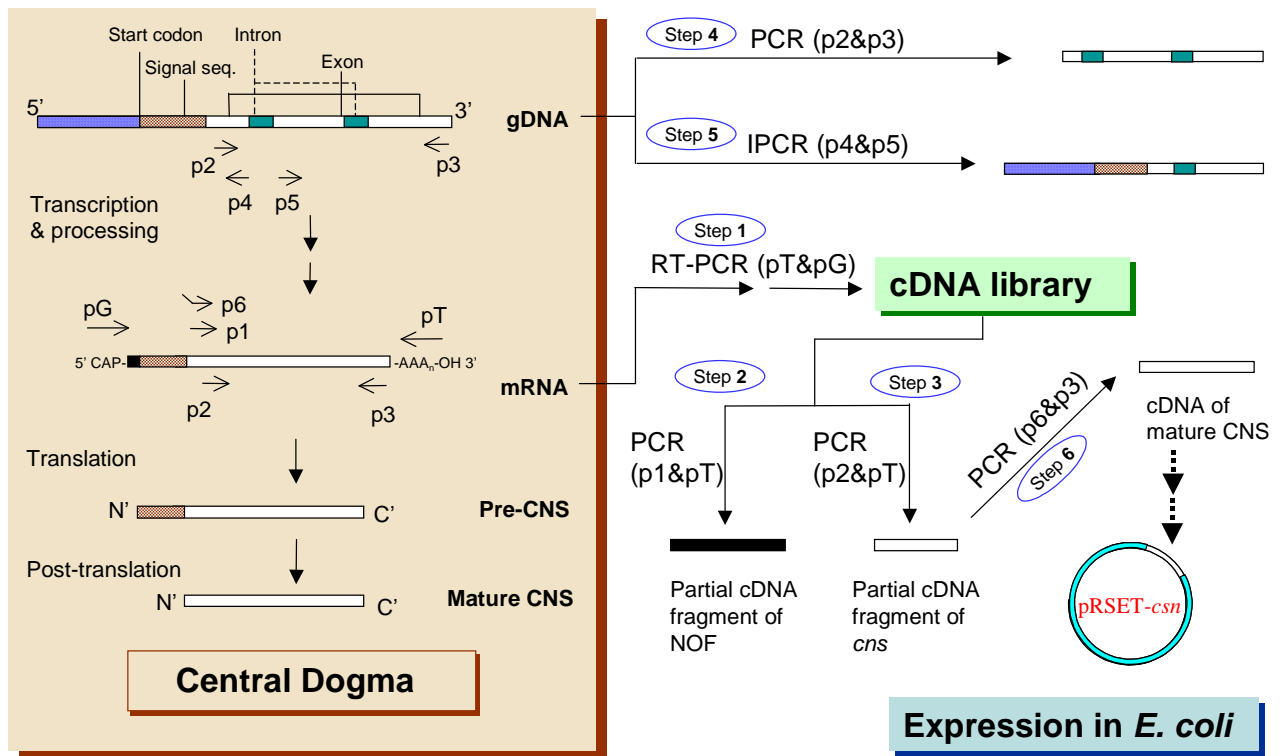 Start codon
Intron
Signal seq.
Exon
5’
3’
gDNA
p2
p3
p4
p5
Transcription
& processing
pG
p6
p1
pT
5’ CAP-
-AAAn-OH 3’
mRNA
p2
p3
Translation
N’
C’
Pre-CNS
Post-translation
N’
C’
Mature CNS
Central Dogma
Step 4
PCR (p2&p3)
Step 5
IPCR (p4&p5)
Step 1
RT-PCR (pT&pG)
cDNA library
Step 2
Step 3
PCR
(p1&pT)
PCR
(p2&pT)
PCR (p6&p3)
Step 6
cDNA of
mature CNS
Partial cDNA
fragment of
NOF
Partial cDNA
fragment of
cns
pRSET-csn
Expression in E. coli